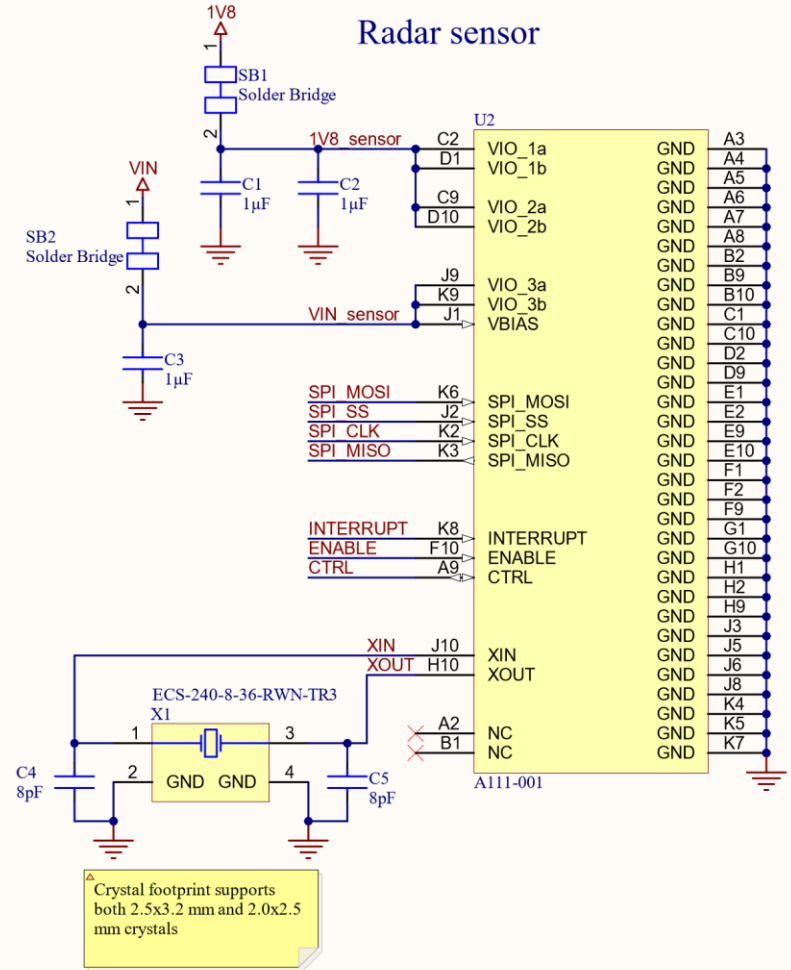 Radar sensor
1V8
1
SB1
Solder Bridge
2
1V8_sensor
C1
1µF
C2
1µF
VIN
1
SB2
Solder Bridge
2
VIN_sensor
C3
1µF
U2
C2 VIO_1a
D1 VIO_1b
C9 VIO_2a
D10 VIO_2b
J9 VIO_3a
K9 VIO_3b
J1 VBIAS
SPI_MOSI K6 SPI_MOSI
SPI_SS J2 SPI_SS
SPI_CLK K2 SPI_CLK
SPI_MISO K3 SPI_MISO
INTERRUPT K8 INTERRUPT
ENABLE F10 ENABLE
CTRL A9 CTRL
XIN J10 XIN
XOUT H10 XOUT
A2 NC
B1 NC
GND A3
GND A4
GND A5
GND A6
GND A7
GND A8
GND B2
GND B9
GND B10
GND C1
GND C10
GND D2
GND D9
GND E1
GND E2
GND E9
GND E10
GND F1
GND F2
GND F9
GND G1
GND G10
GND H1
GND H2
GND H9
GND J3
GND J5
GND J6
GND J8
GND K4
GND K5
GND K7
A111-001
ECS-240-8-36-RWN-TR3
X1
1 3
2 GND GND 4
C4
8pF
C5
8pF
Crystal footprint supports
both 2.5x3.2 mm and 2.0x2.5
mm crystals